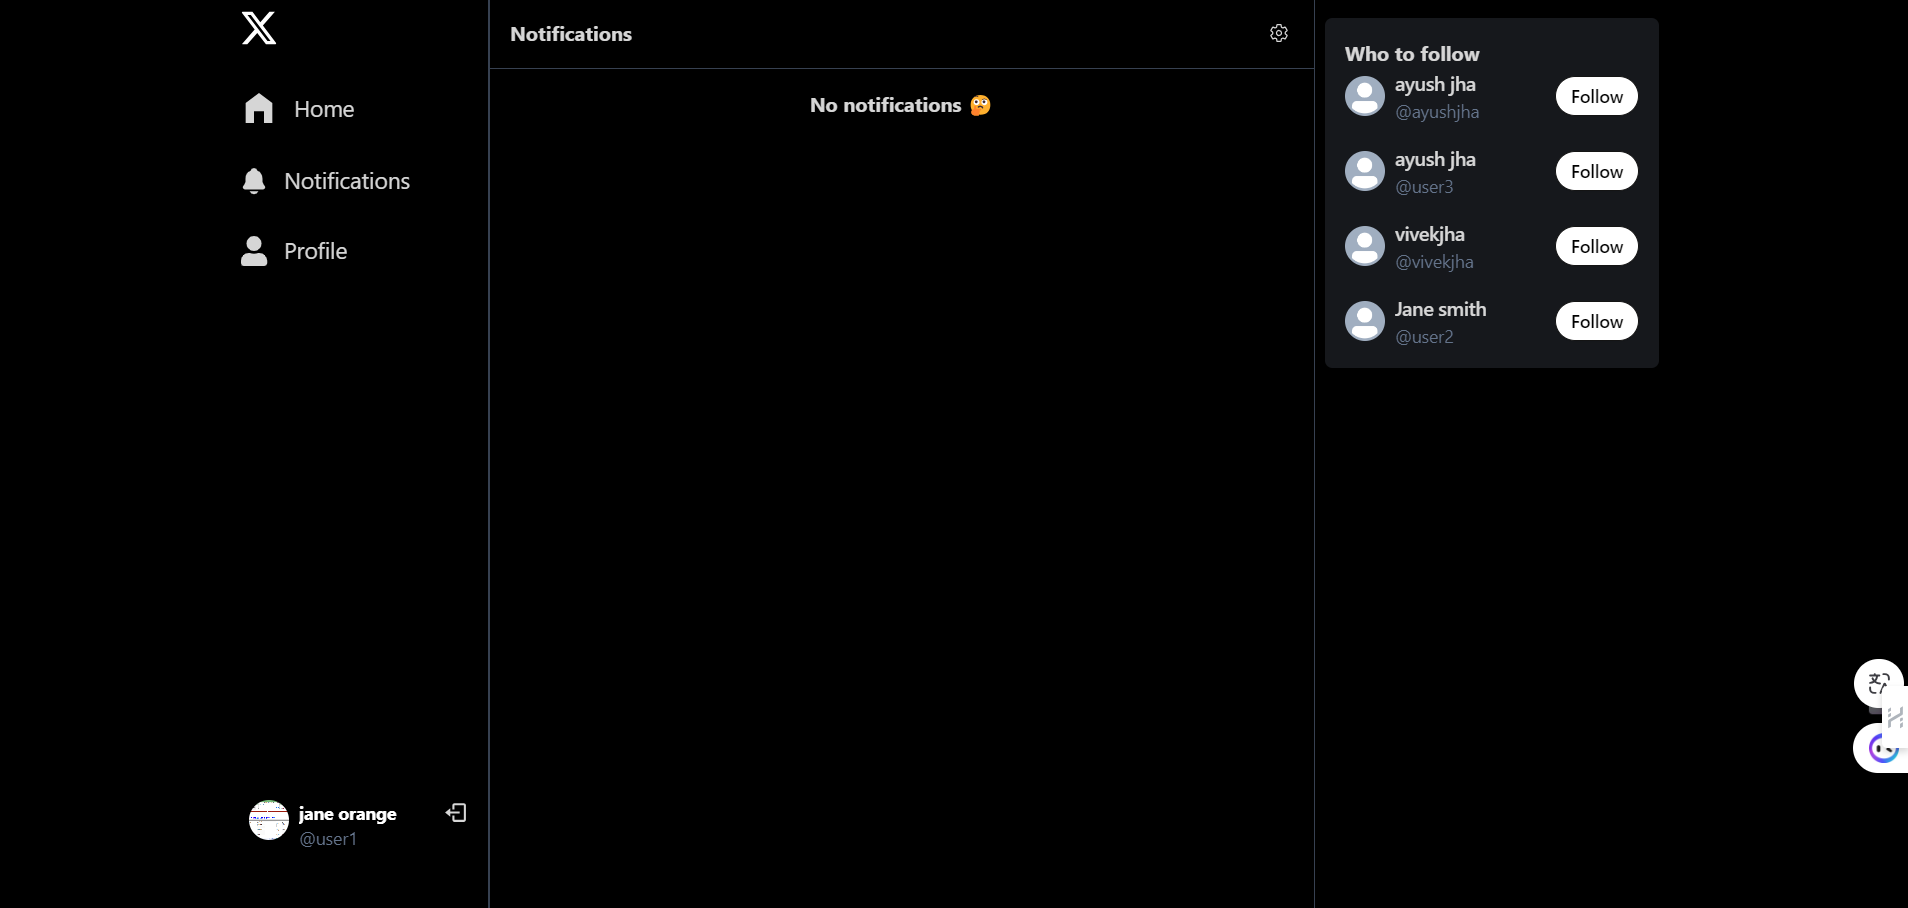 Home
Notifications
Profile
jane orange
@user1
Notifications
No notifications 🤔
Who to follow
ayush jha
@ayushjha
Follow
ayush jha
@user3
Follow
vivekjha
@vivekjha
Follow
Jane smith
@user2
Follow